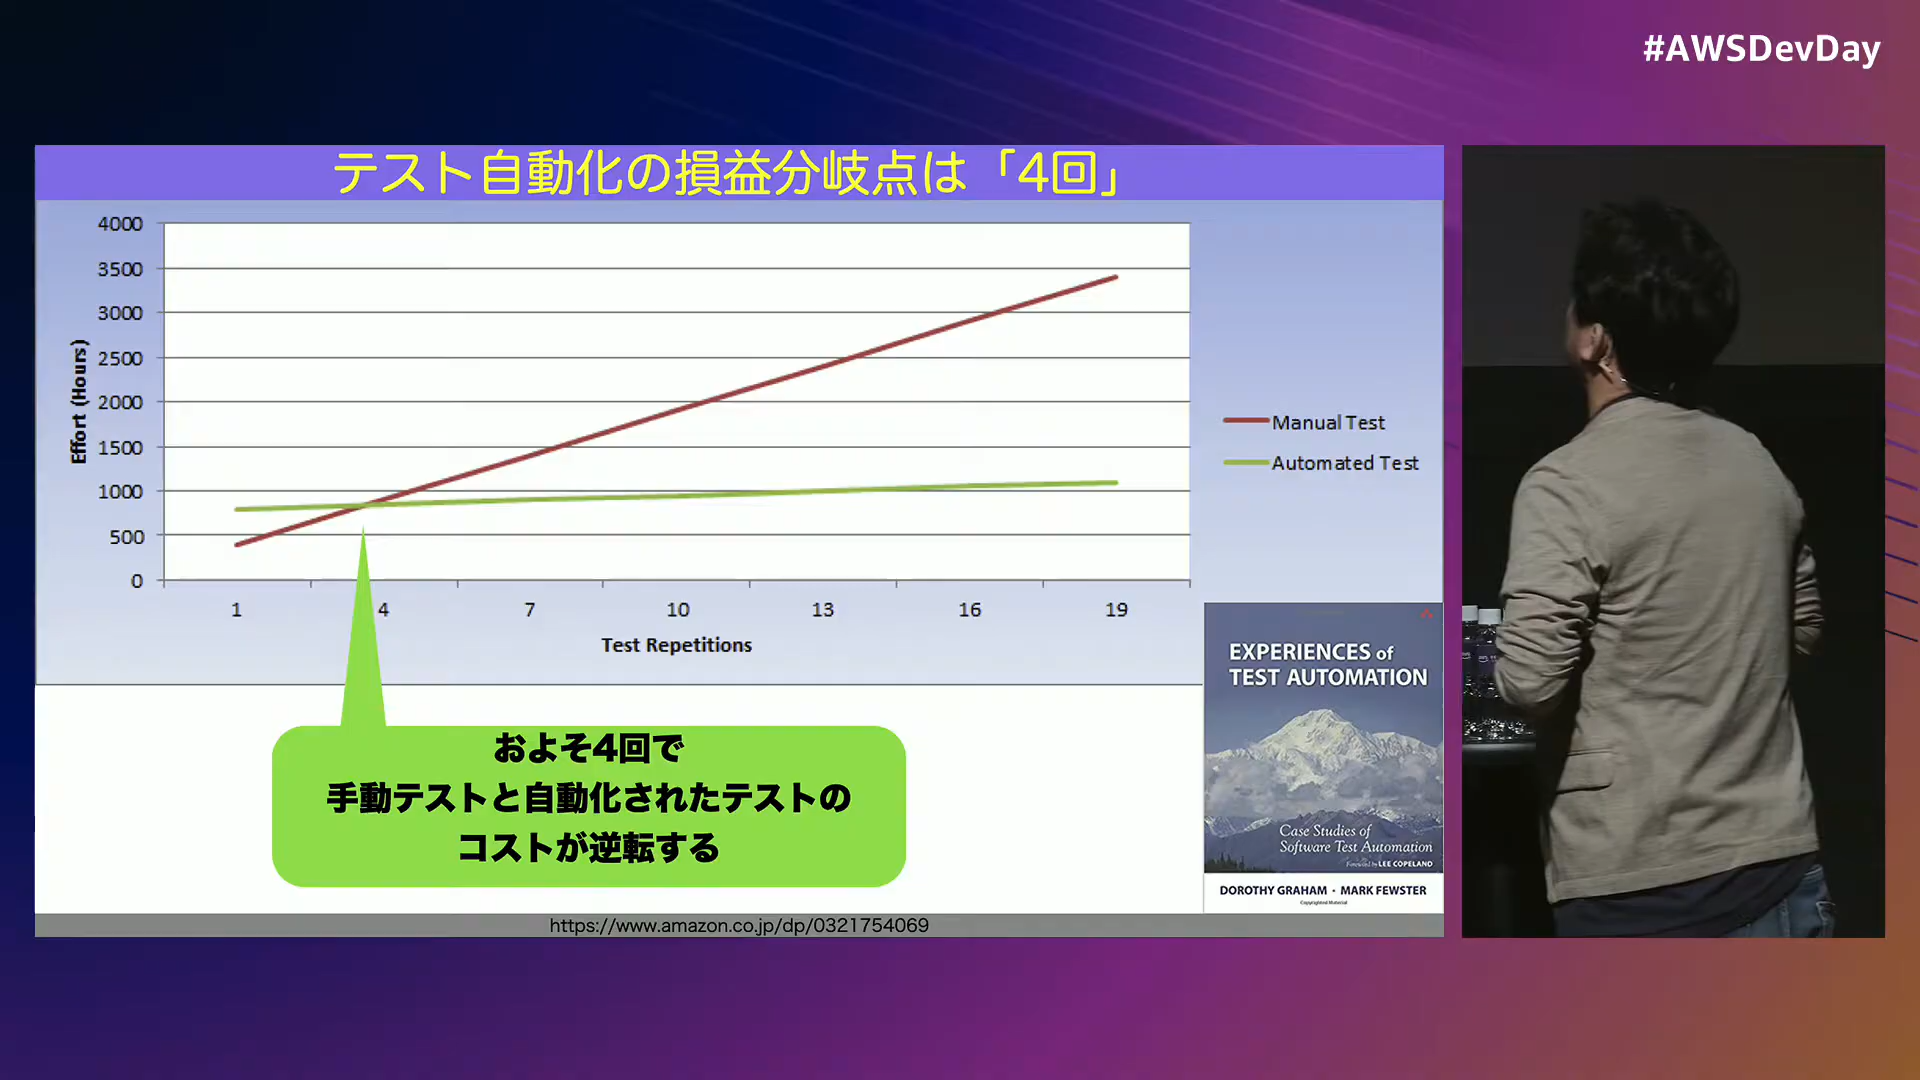 #AWSDevDay
テスト自動化の損益分岐点は「4回」
4000
3500
3000
2500
2000
1500
1000
500
0
Effort (Hours)
1 4 7 10 13 16 19
Test Repetitions
Manual Test
Automated Test
およそ4回で
手動テストと自動化されたテストの
コストが逆転する
EXPERIENCES of
TEST AUTOMATION
Case Studies of
Software Test Automation
Foreword by LEE COPELAND
DOROTHY GRAHAM · MARK FEWSTER
Copyrighted Material
https://www.amazon.co.jp/dp/0321754069